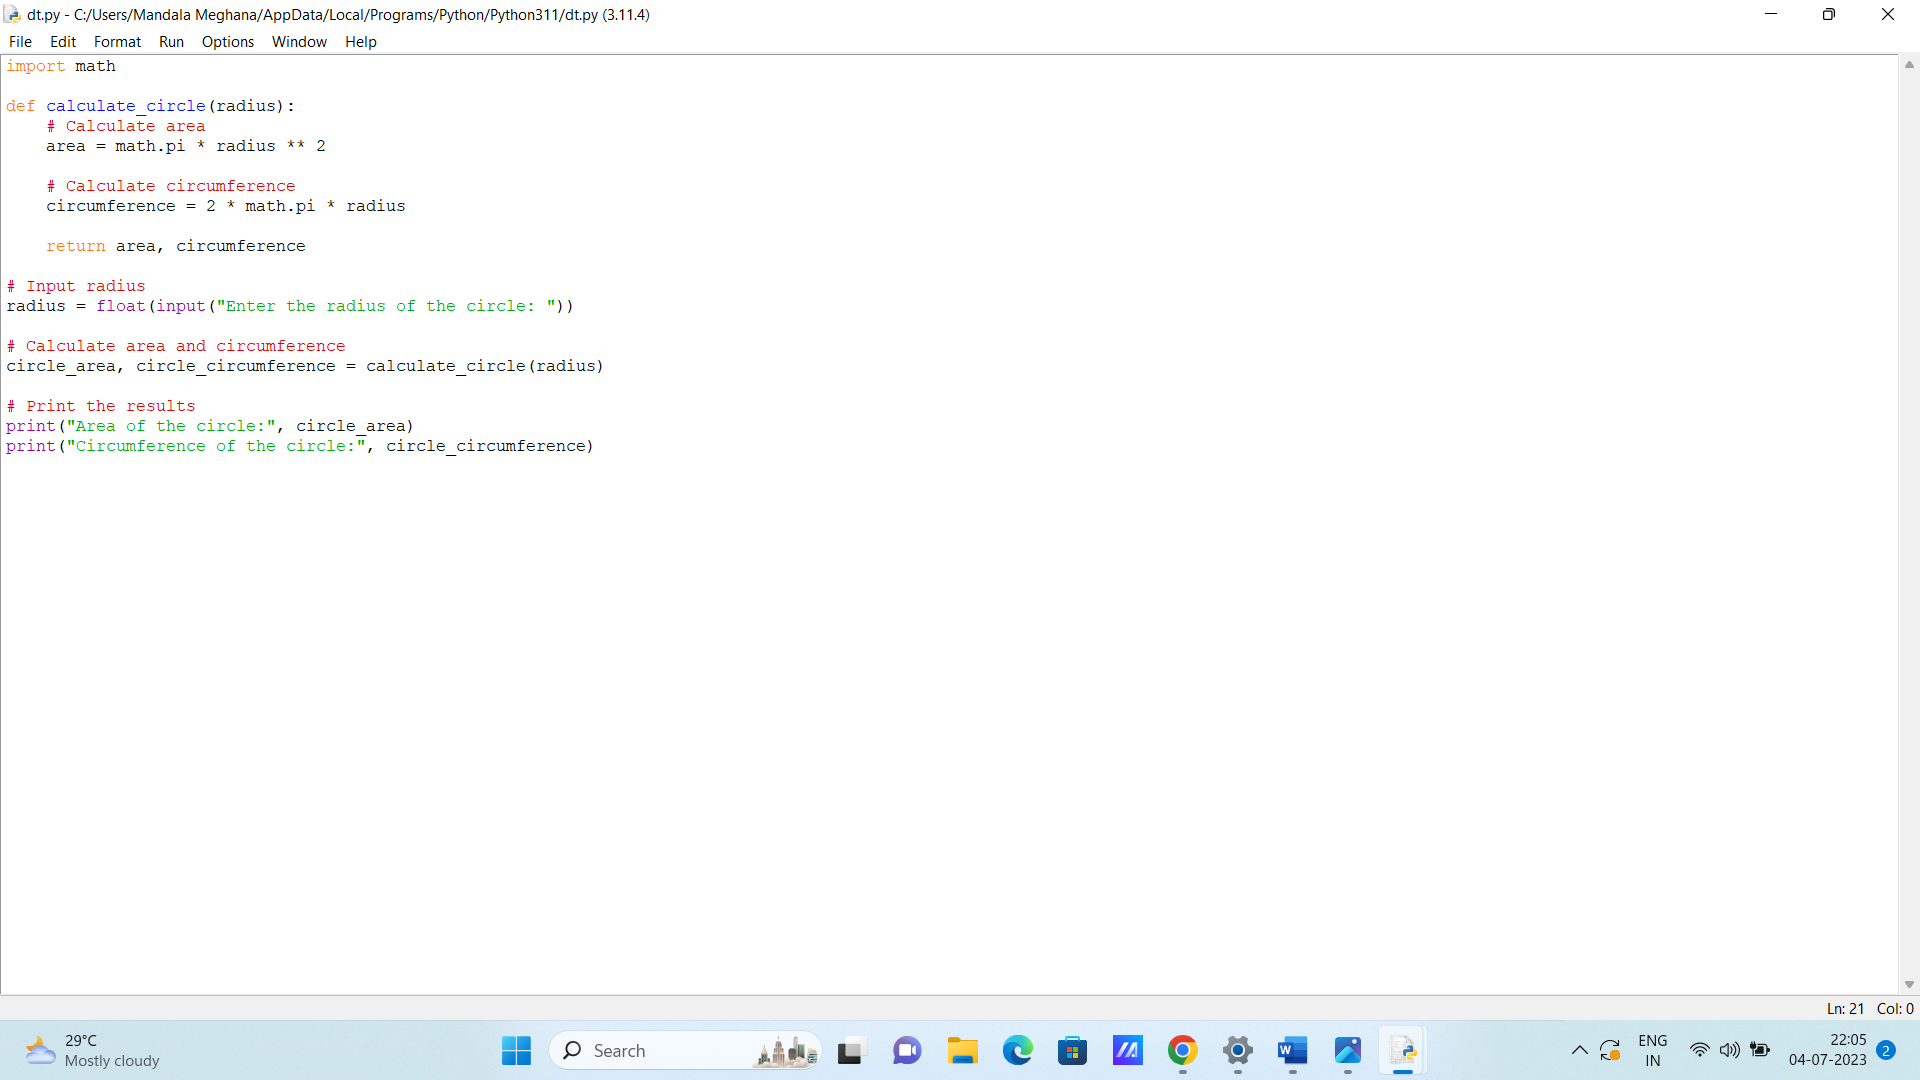 dt.py - C:/Users/Mandala Meghana/AppData/Local/Programs/Python/Python311/dt.py (3.11.4)
File Edit Format Run Options Window Help
import math

def calculate_circle(radius):
    # Calculate area
    area = math.pi * radius ** 2

    # Calculate circumference
    circumference = 2 * math.pi * radius

    return area, circumference

# Input radius
radius = float(input("Enter the radius of the circle: "))

# Calculate area and circumference
circle_area, circle_circumference = calculate_circle(radius)

# Print the results
print("Area of the circle:", circle_area)
print("Circumference of the circle:", circle_circumference)
Ln: 21 Col: 0
29°C
Mostly cloudy
Search
W
ENG
IN
22:05
04-07-2023
2